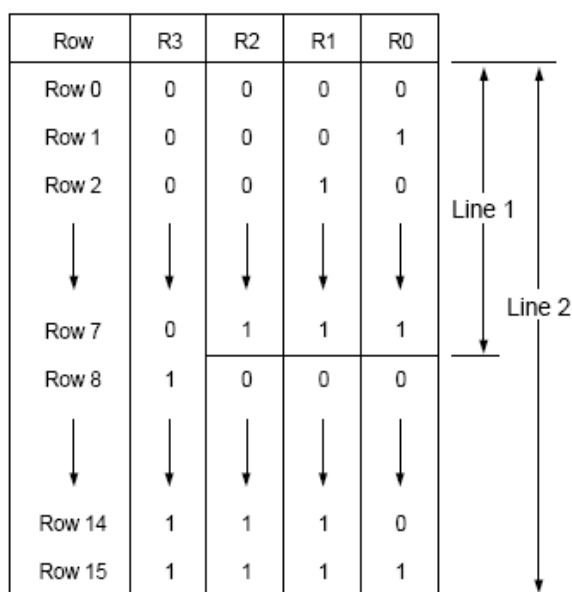 Row R3 R2 R1 R0
Row 0 0 0 0 0
Row 1 0 0 0 1
Row 2 0 0 1 0
Line 1
Line 2
Row 7 0 1 1 1
Row 8 1 0 0 0
Row 14 1 1 1 0
Row 15 1 1 1 1